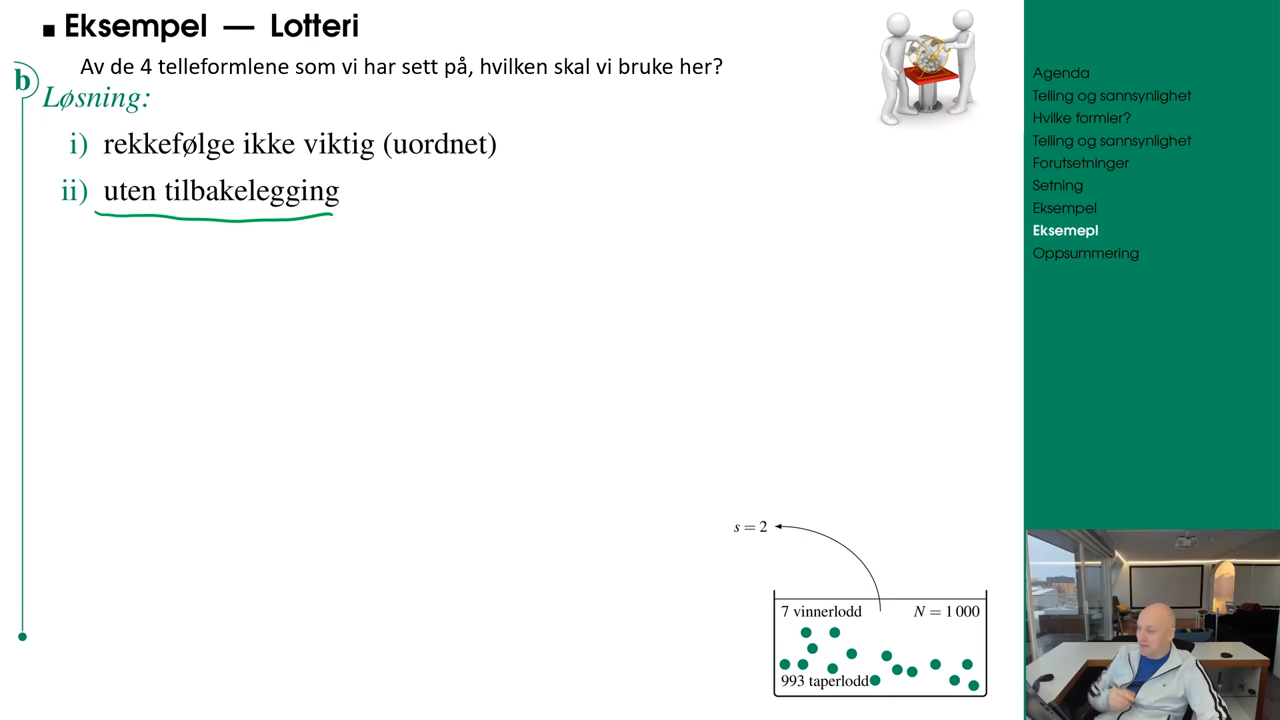 Eksempel — Lotteri
Av de 4 telleformlene som vi har sett på, hvilken skal vi bruke her?
b
Løsning:
i) rekkefølge ikke viktig (uordnet)
ii) uten tilbakelegging
s = 2
7 vinnerlodd N = 1 000
993 taperlodd
Agenda
Telling og sannsynlighet
Hvilke formler?
Telling og sannsynlighet
Forutsetninger
Setning
Eksempel
Eksemepl
Oppsummering